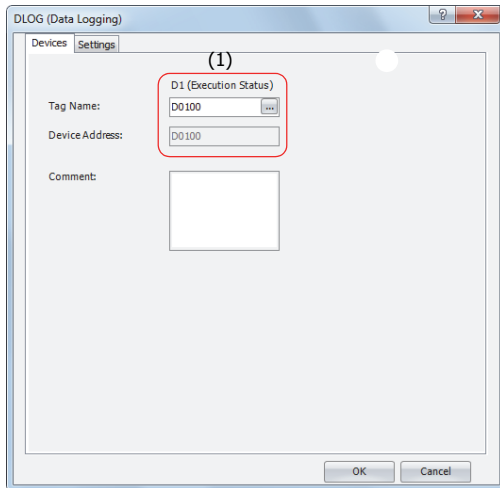 DLOG (Data Logging)
Devices Settings
(1)
D1 (Execution Status)
Tag Name: D0100 ...
Device Address: D0100
Comment:
OK Cancel